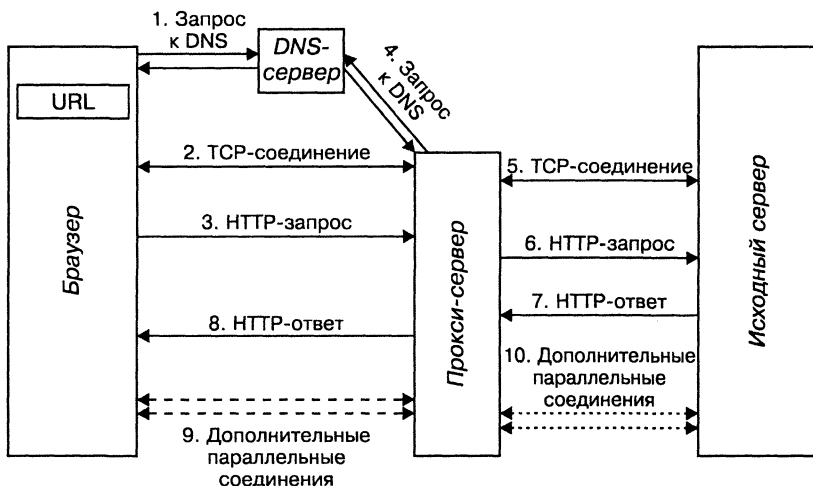 1. Запрос
к DNS
DNS-
сервер
4. Запрос
к DNS
URL
2. TCP-соединение
5. TCP-соединение
3. HTTP-запрос
6. HTTP-запрос
7. HTTP-ответ
8. HTTP-ответ
Браузер
Прокси-сервер
Исходный сервер
10. Дополнительные
параллельные
соединения
9. Дополнительные
параллельные
соединения